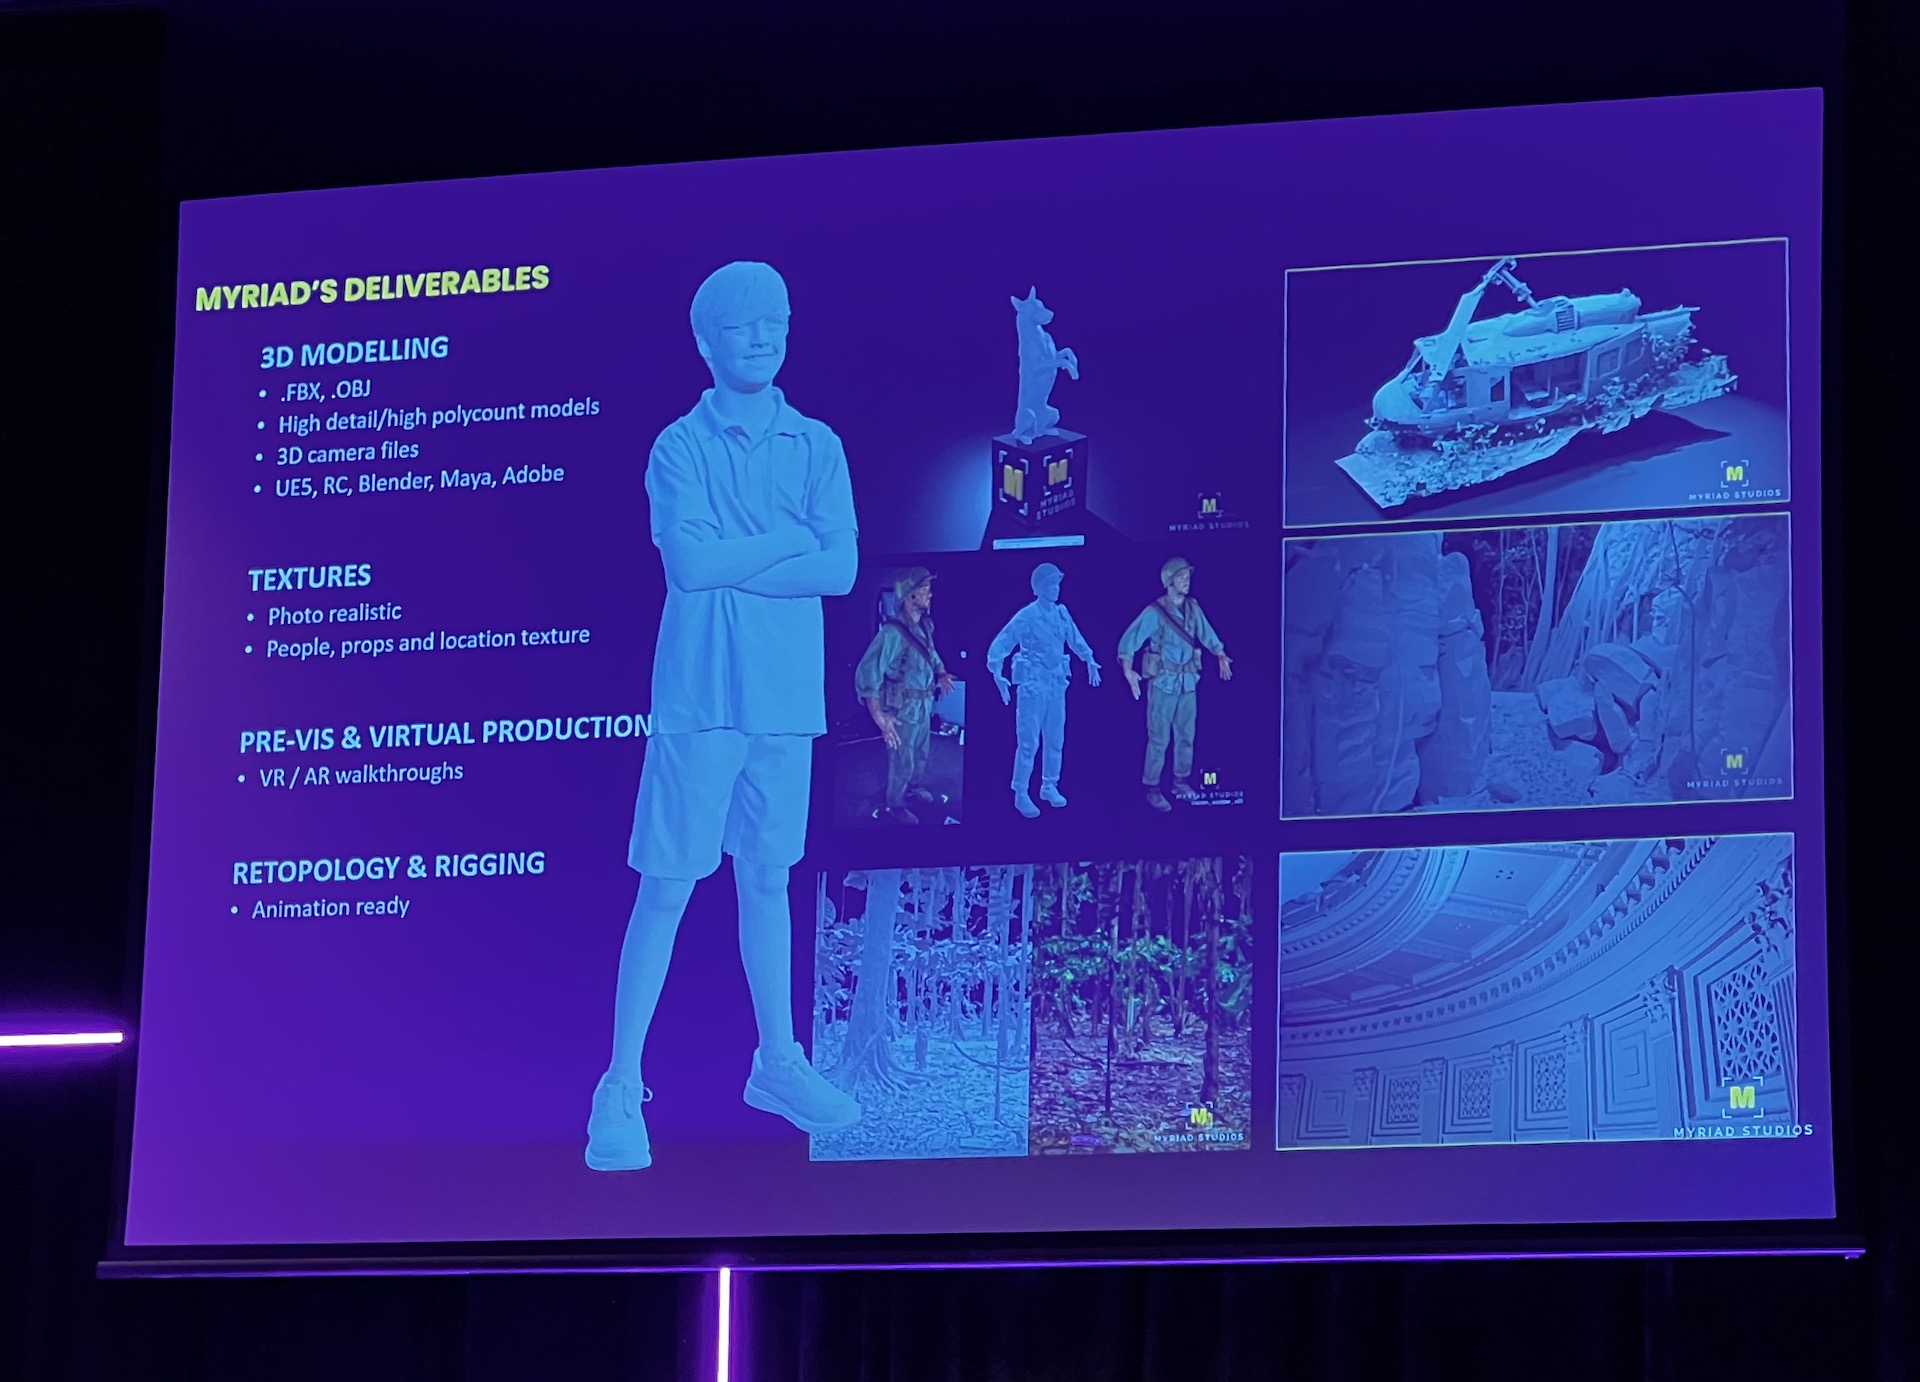 MYRIAD'S DELIVERABLES
3D MODELLING
• .FBX, .OBJ
• High detail/high polycount models
• 3D camera files
• UE5, RC, Blender, Maya, Adobe
TEXTURES
• Photo realistic
• People, props and location texture
PRE-VIS & VIRTUAL PRODUCTION
• VR / AR walkthroughs
RETOPOLOGY & RIGGING
• Animation ready
M
M
MYRIAD
STUDIOS
M
MYRIAD STUDIOS
M
MYRIAD STUDIOS
M
MYRIAD STUDIOS
M
MYRIAD STUDIOS
M
MYRIAD STUDIOS
M
MYRIAD STUDIOS